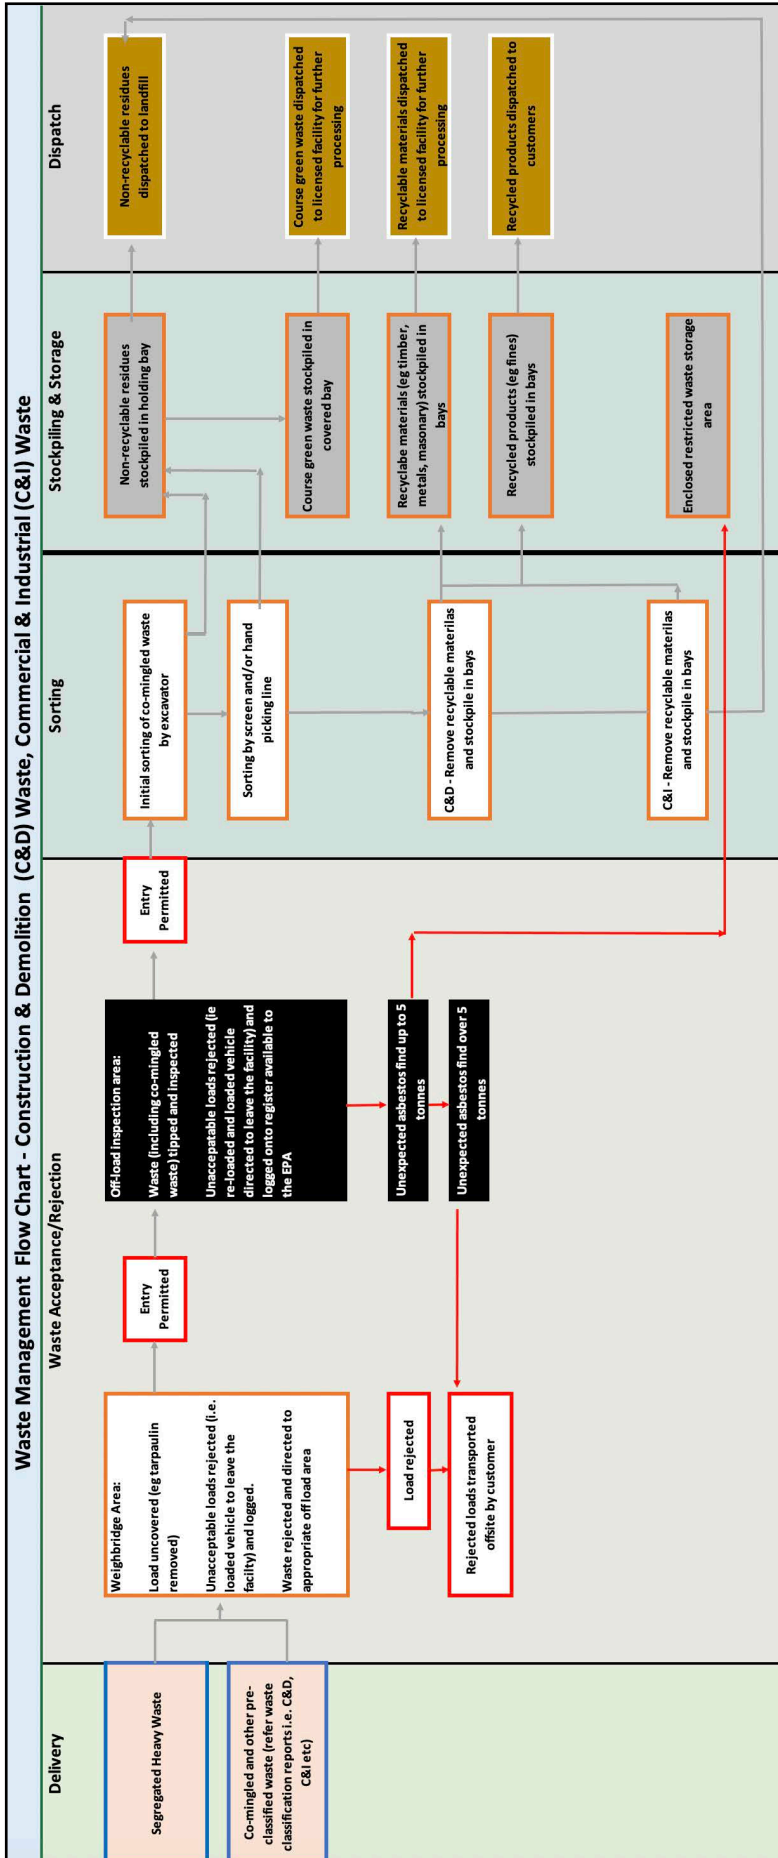 Waste Management Flow Chart - Construction & Demolition (C&D) Waste, Commercial & Industrial (C&I) Waste
Delivery
Waste Acceptance/Rejection
Sorting
Stockpiling & Storage
Dispatch
Segregated Heavy Waste
Co-mingled and other pre-
classified waste (refer waste
classification reports i.e. C&D,
C&I etc)
Weighbridge Area:
Load uncovered (eg tarpaulin
removed)
Unacceptable loads rejected (i.e.
loaded vehicle to leave the
facilty) and logged.
Waste rejected and directed to
appropriate off load area
Load rejected
Rejected loads transported
offsite by customer
Entry
Permitted
Off-load inspection area:
Waste (including co-mingled
waste) tipped and inspected
Unaccepatable loads rejected (ie
re-loaded and loaded vehicle
directed to leave the facility) and
logged onto register available to
the EPA
Unexpected asbestos find up to 5
tonnes
Unexpected asbestos find over 5
tonnes
Entry
Permitted
Initial sorting of co-mingled waste
by excavator
Sorting by screen and/or hand
picking line
C&D - Remove recyclable materilas
and stockpile in bays
C&I - Remove recyclable materilas
and stockpile in bays
Non-recyclable residues
stockpiled in holding bay
Course green waste stockpiled in
covered bay
Recyclabe materials (eg timber,
metals, masonary) stockpiled in
bays
Recycled products (eg fines)
stockpiled in bays
Enclosed restricted waste storage
area
Non-recyclable residues
dispatched to landfill
Course green waste dispatched
to licensed facility for further
processing
Recyclable materials dispatched
to licensed facility for further
processing
Recycled products dispatched to
customers